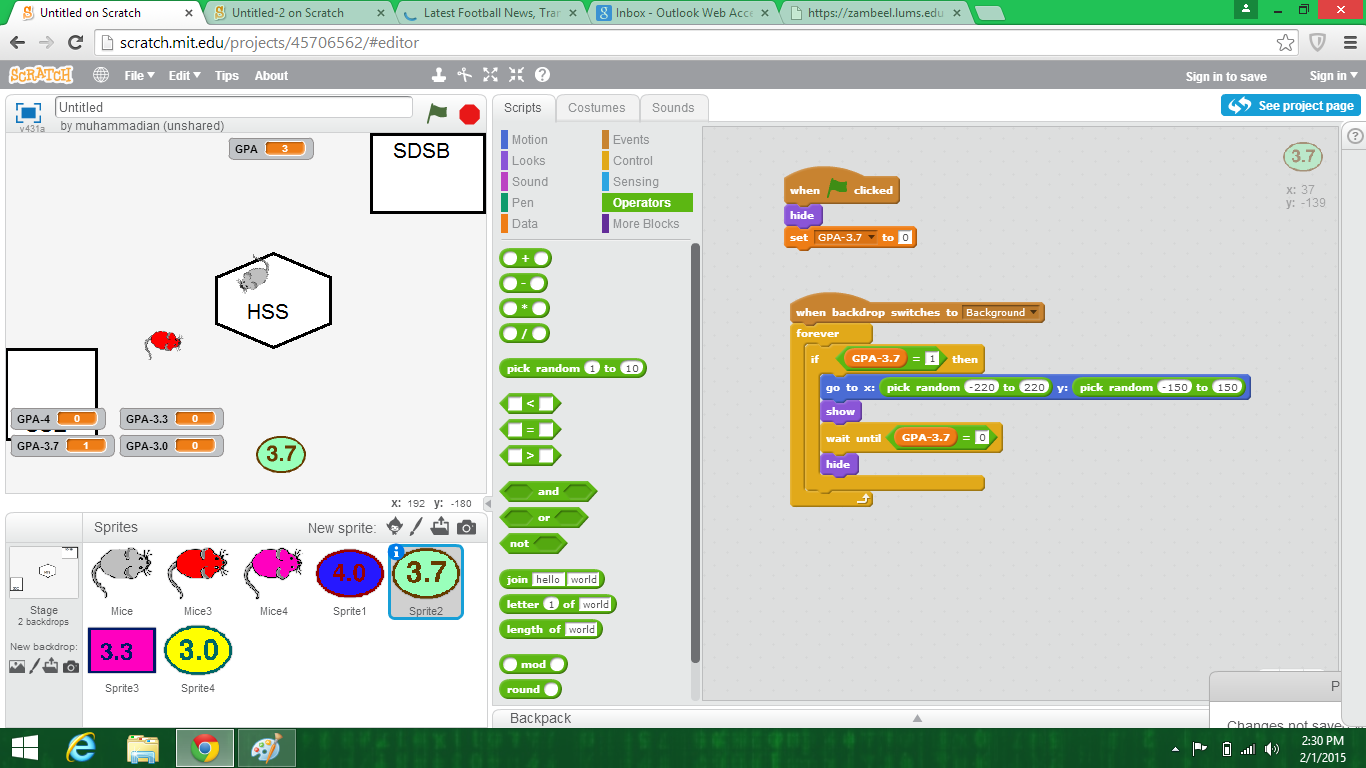 Untitled on Scratch
Untitled-2 on Scratch
Latest Football News, Tran
Inbox - Outlook Web Acce
https://zambeel.lums.edu
scratch.mit.edu/projects/45706562/#editor
SCRATCH File Edit Tips About Sign in to save Sign in
Untitled
by muhammadian (unshared)
v431a
Scripts Costumes Sounds
See project page
GPA 3
SDSB
HSS
GPA-4 0
GPA-3.3 0
GPA-3.7 1
GPA-3.0 0
3.7
x: 192 y: -180
Motion Events
Looks Control
Sound Sensing
Pen Operators
Data More Blocks
+
-
*
/
pick random 1 to 10
<
=
>
and
or
not
join hello world
letter 1 of world
length of world
mod
round
when clicked
hide
set GPA-3.7 to 0
when backdrop switches to Background
forever
if GPA-3.7 = 1 then
go to x: pick random -220 to 220 y: pick random -150 to 150
show
wait until GPA-3.7 = 0
hide
3.7
x: 37
y: -139
Sprites New sprite:
Stage
2 backdrops
New backdrop:
Mice
Mice3
Mice4
4.0
Sprite1
3.7
Sprite2
3.3
Sprite3
3.0
Sprite4
Backpack
P
Changes not save
2:30 PM
2/1/2015